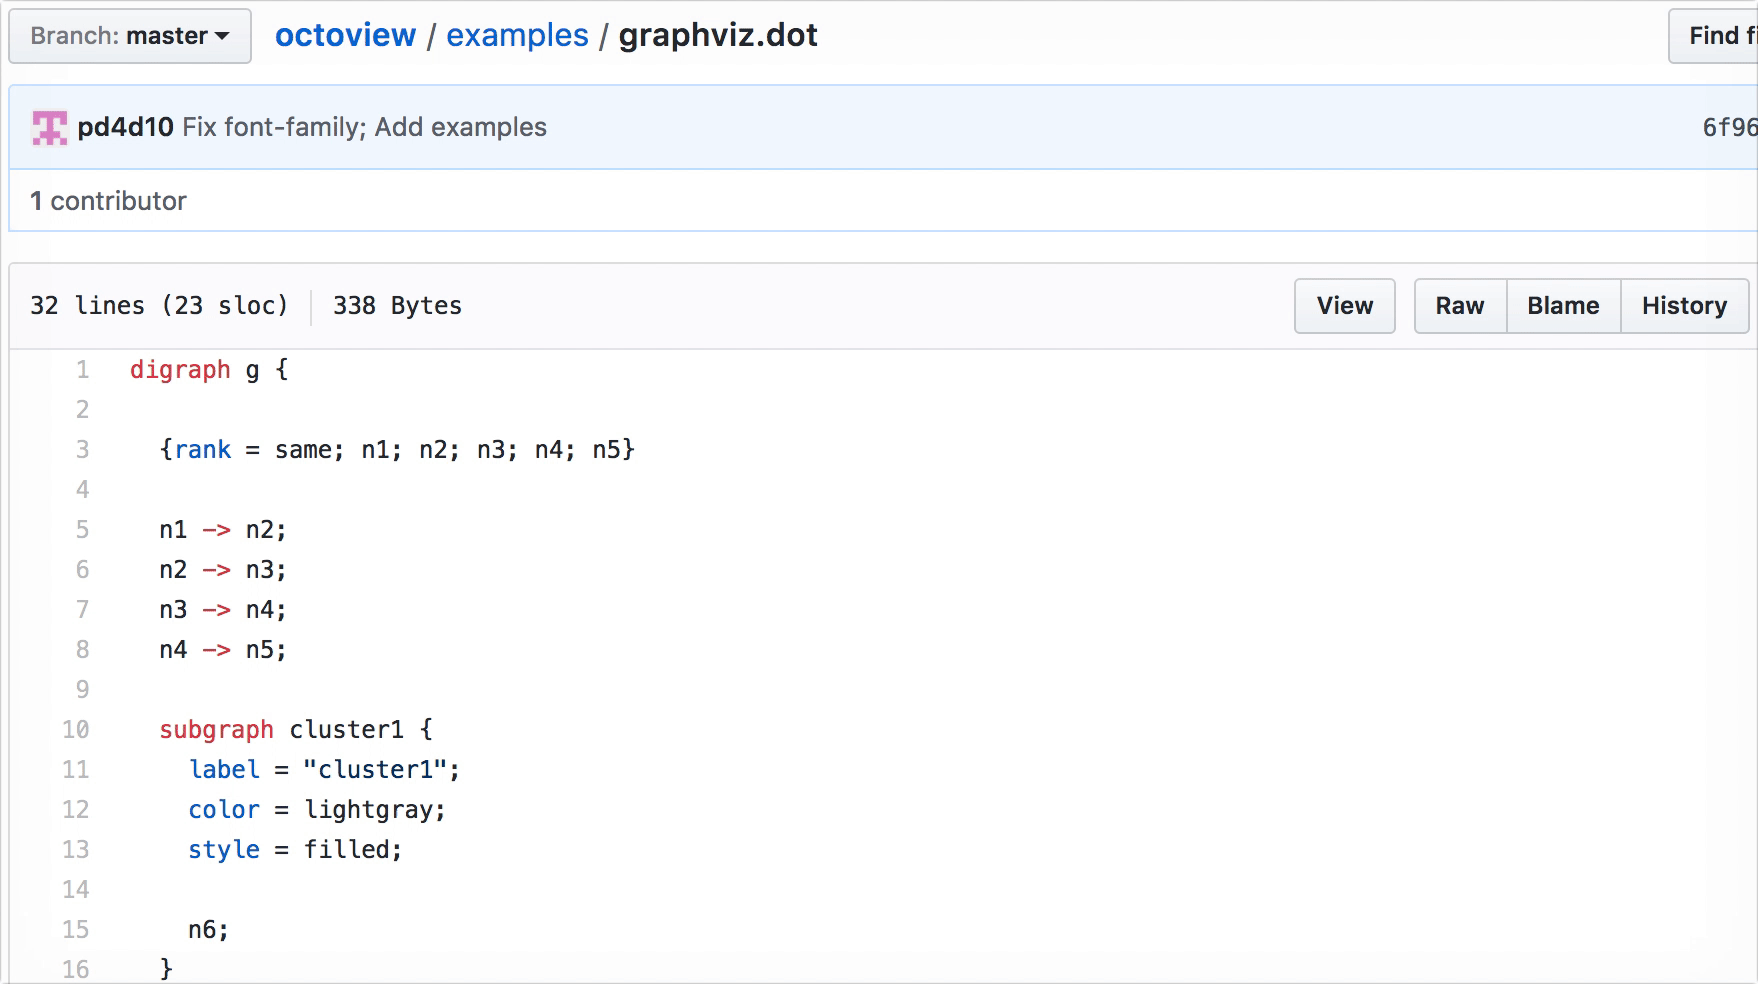 Branch: master octoview / examples / graphviz.dot Find fi
pd4d10 Fix font-family; Add examples 6f96
1 contributor
32 lines (23 sloc) 338 Bytes View Raw Blame History
1 digraph g {
2
3 {rank = same; n1; n2; n3; n4; n5}
4
5 n1 -> n2;
6 n2 -> n3;
7 n3 -> n4;
8 n4 -> n5;
9
10 subgraph cluster1 {
11 label = "cluster1";
12 color = lightgray;
13 style = filled;
14
15 n6;
16 }